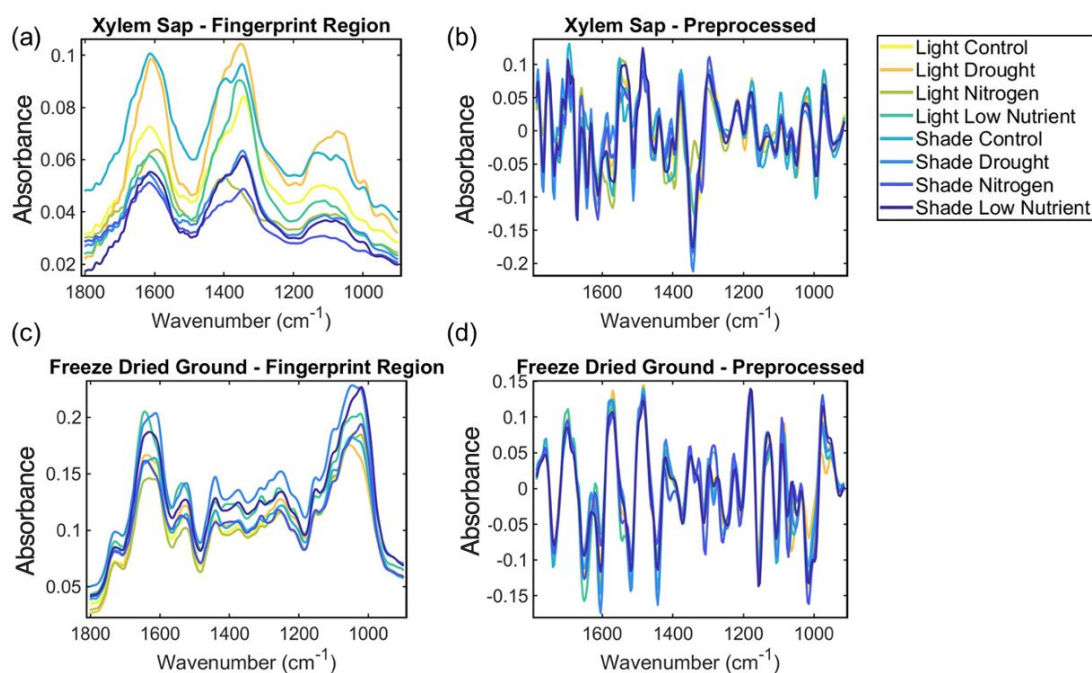 (a)
Xylem Sap - Fingerprint Region
0.1
0.08
0.06
0.04
0.02
Absorbance
1800 1600 1400 1200 1000
Wavenumber (cm-1)
(b)
Xylem Sap - Preprocessed
0.1
0.05
0
-0.05
-0.1
-0.15
-0.2
Absorbance
1600 1400 1200 1000
Wavenumber (cm-1)
Light Control
Light Drought
Light Nitrogen
Light Low Nutrient
Shade Control
Shade Drought
Shade Nitrogen
Shade Low Nutrient
(c)
Freeze Dried Ground - Fingerprint Region
0.2
0.15
0.1
0.05
Absorbance
1800 1600 1400 1200 1000
Wavenumber (cm-1)
(d)
Freeze Dried Ground - Preprocessed
0.15
0.1
0.05
0
-0.05
-0.1
-0.15
Absorbance
1600 1400 1200 1000
Wavenumber (cm-1)